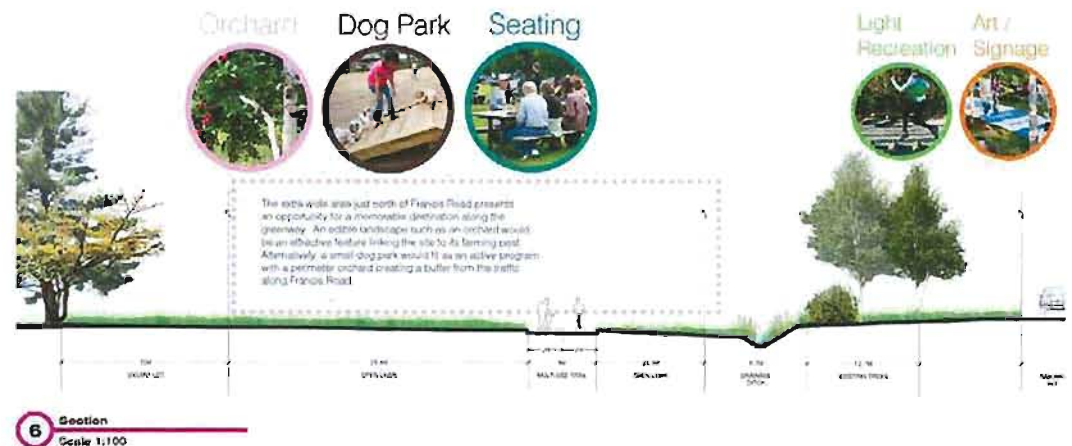 Orchard
Dog Park
Seating
Light
Recreation
Art /
Signage
The extra wide area just north of Francis Road presents
an opportunity for a memorable destination along the
greenway. An edible landscape such as an orchard would
be an effective feature linking the site to its farming past.
Alternatively, a small dog park would fit as an active program
with a perimeter orchard creating a buffer from the traffic
along Francis Road.
OPEN LAWN
MULTI-USE TRAIL
OPEN LAWN
DRAINAGE
DITCH
EXISTING TREES
6
Section
Scale 1:100